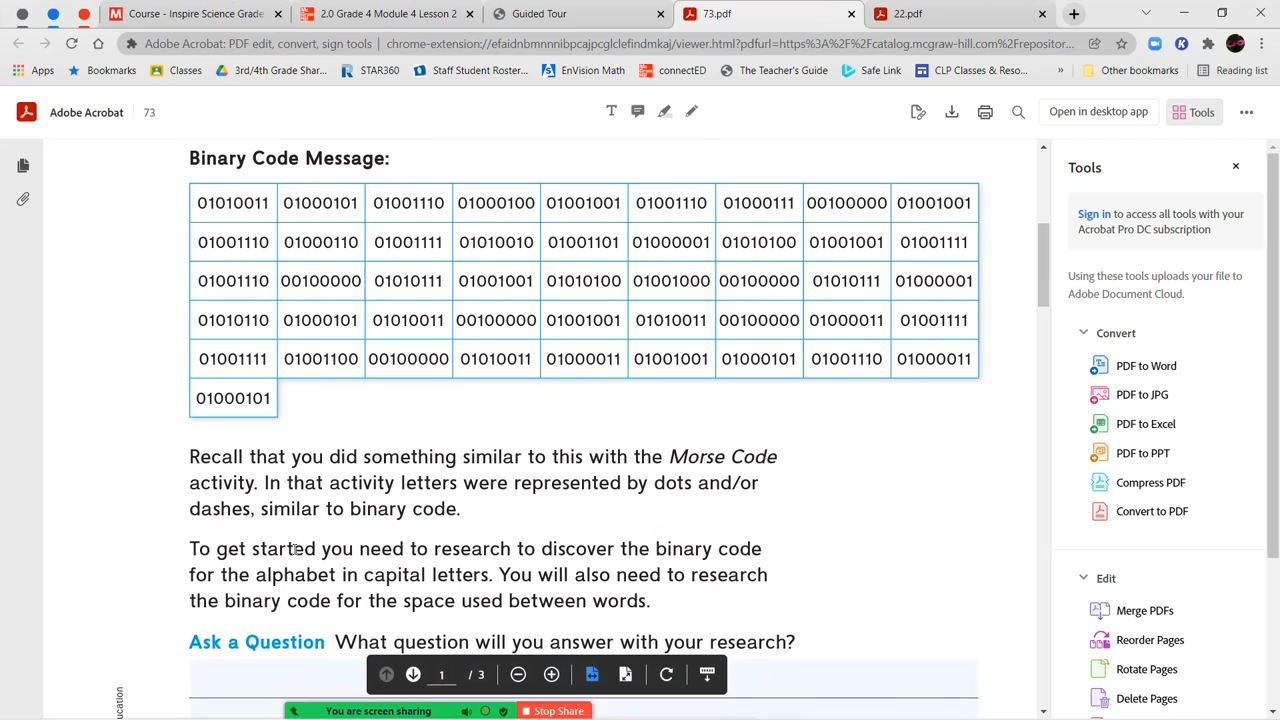 Course - Inspire Science Grade
2.0 Grade 4 Module 4 Lesson 2
Guided Tour
73.pdf
22.pdf
Adobe Acrobat: PDF edit, convert, sign tools | chrome-extension://efaidnbmnnnibpcajpcglclefindmkaj/viewer.html?pdfurl=https%3A%2F%2Fcatalog.mcgraw-hill.com%2Frepositor...
Apps Bookmarks Classes 3rd/4th Grade Shar... STAR360 Staff Student Roster... EnVision Math connectED The Teacher's Guide Safe Link CLP Classes & Reso... » Other bookmarks Reading list
Adobe Acrobat 73 Open in desktop app Tools
Binary Code Message:
01010011 01000101 01001110 01000100 01001001 01001110 01000111 00100000 01001001
01001110 01000110 01001111 01010010 01001101 01000001 01010100 01001001 01001111
01001110 00100000 01010111 01001001 01010100 01001000 00100000 01010111 01000001
01010110 01000101 01010011 00100000 01001001 01010011 00100000 01000011 01001111
01001111 01001100 00100000 01010011 01000011 01001001 01000101 01001110 01000011
01000101
Recall that you did something similar to this with the Morse Code
activity. In that activity letters were represented by dots and/or
dashes, similar to binary code.
To get started you need to research to discover the binary code
for the alphabet in capital letters. You will also need to research
the binary code for the space used between words.
Ask a Question What question will you answer with your research?
1 / 3
You are screen sharing Stop Share
ducation
Tools
Sign in to access all tools with your
Acrobat Pro DC subscription
Using these tools uploads your file to
Adobe Document Cloud.
Convert
PDF to Word
PDF to JPG
PDF to Excel
PDF to PPT
Compress PDF
Convert to PDF
Edit
Merge PDFs
Reorder Pages
Rotate Pages
Delete Pages